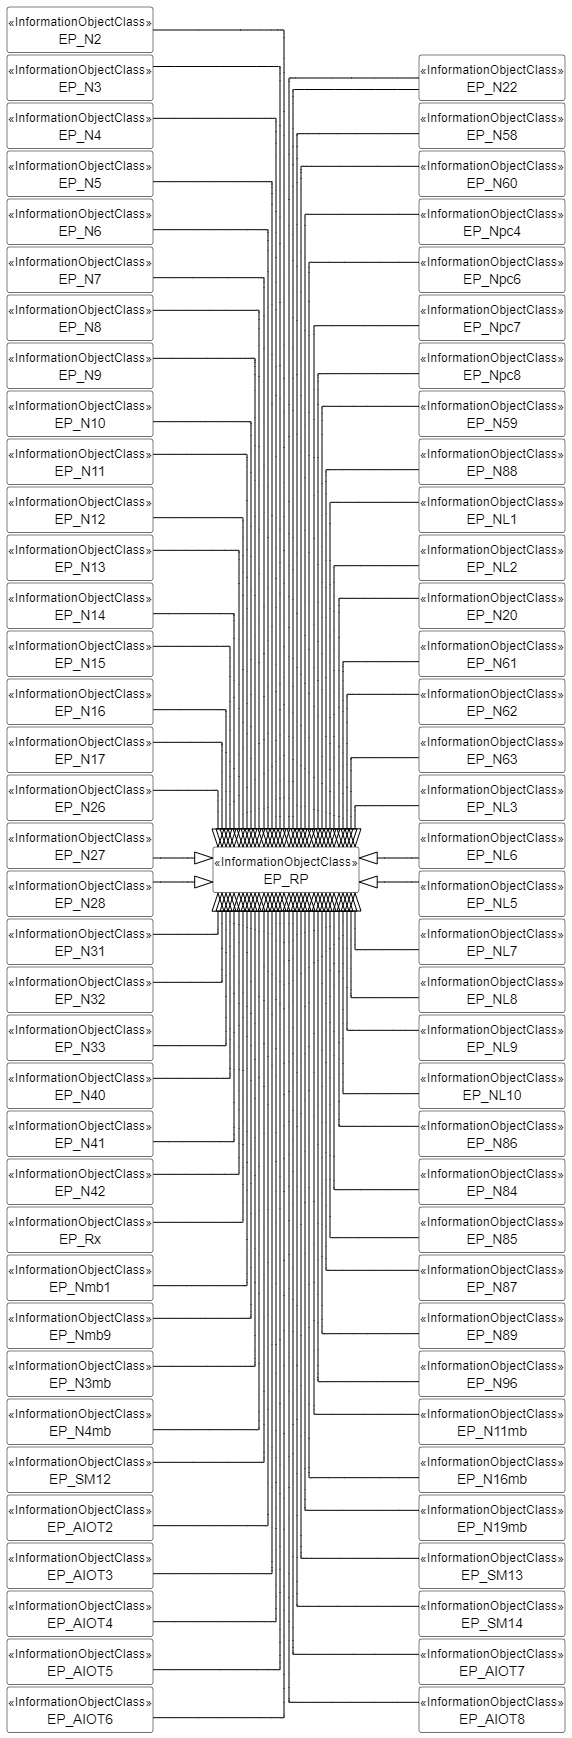 «InformationObjectClass»
EP_N2
«InformationObjectClass»
EP_N3
«InformationObjectClass»
EP_N4
«InformationObjectClass»
EP_N5
«InformationObjectClass»
EP_N6
«InformationObjectClass»
EP_N7
«InformationObjectClass»
EP_N8
«InformationObjectClass»
EP_N9
«InformationObjectClass»
EP_N10
«InformationObjectClass»
EP_N11
«InformationObjectClass»
EP_N12
«InformationObjectClass»
EP_N13
«InformationObjectClass»
EP_N14
«InformationObjectClass»
EP_N15
«InformationObjectClass»
EP_N16
«InformationObjectClass»
EP_N17
«InformationObjectClass»
EP_N26
«InformationObjectClass»
EP_N27
«InformationObjectClass»
EP_N28
«InformationObjectClass»
EP_N31
«InformationObjectClass»
EP_N32
«InformationObjectClass»
EP_N33
«InformationObjectClass»
EP_N40
«InformationObjectClass»
EP_N41
«InformationObjectClass»
EP_N42
«InformationObjectClass»
EP_Rx
«InformationObjectClass»
EP_Nmb1
«InformationObjectClass»
EP_Nmb9
«InformationObjectClass»
EP_N3mb
«InformationObjectClass»
EP_N4mb
«InformationObjectClass»
EP_SM12
«InformationObjectClass»
EP_AIOT2
«InformationObjectClass»
EP_AIOT3
«InformationObjectClass»
EP_AIOT4
«InformationObjectClass»
EP_AIOT5
«InformationObjectClass»
EP_AIOT6
«InformationObjectClass»
EP_RP
«InformationObjectClass»
EP_N22
«InformationObjectClass»
EP_N58
«InformationObjectClass»
EP_N60
«InformationObjectClass»
EP_Npc4
«InformationObjectClass»
EP_Npc6
«InformationObjectClass»
EP_Npc7
«InformationObjectClass»
EP_Npc8
«InformationObjectClass»
EP_N59
«InformationObjectClass»
EP_N88
«InformationObjectClass»
EP_NL1
«InformationObjectClass»
EP_NL2
«InformationObjectClass»
EP_N20
«InformationObjectClass»
EP_N61
«InformationObjectClass»
EP_N62
«InformationObjectClass»
EP_N63
«InformationObjectClass»
EP_NL3
«InformationObjectClass»
EP_NL6
«InformationObjectClass»
EP_NL5
«InformationObjectClass»
EP_NL7
«InformationObjectClass»
EP_NL8
«InformationObjectClass»
EP_NL9
«InformationObjectClass»
EP_NL10
«InformationObjectClass»
EP_N86
«InformationObjectClass»
EP_N84
«InformationObjectClass»
EP_N85
«InformationObjectClass»
EP_N87
«InformationObjectClass»
EP_N89
«InformationObjectClass»
EP_N96
«InformationObjectClass»
EP_N11mb
«InformationObjectClass»
EP_N16mb
«InformationObjectClass»
EP_N19mb
«InformationObjectClass»
EP_SM13
«InformationObjectClass»
EP_SM14
«InformationObjectClass»
EP_AIOT7
«InformationObjectClass»
EP_AIOT8